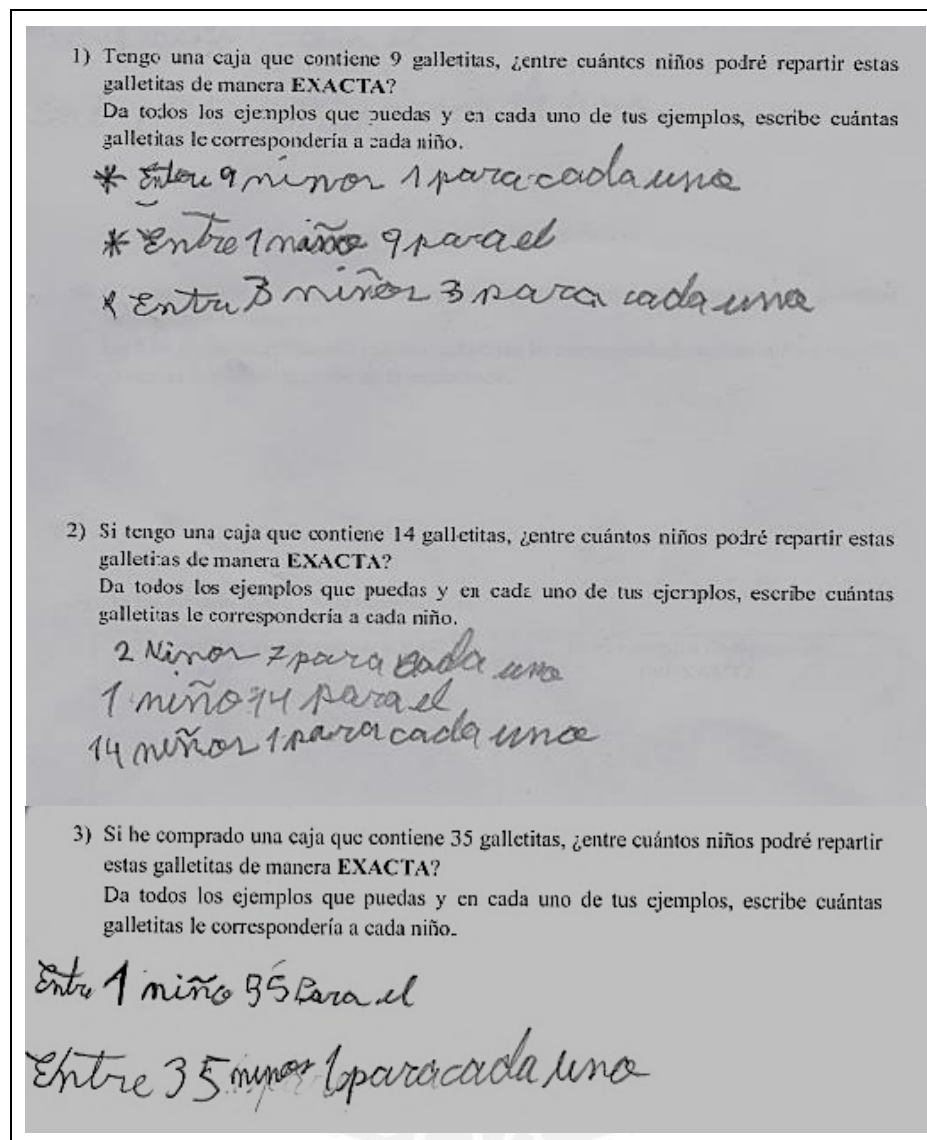 1) Tengo una caja que contiene 9 galletitas, ¿entre cuántos niños podré repartir estas
galletitas de manera EXACTA?
Da todos los ejemplos que puedas y en cada uno de tus ejemplos, escribe cuántas
galletitas le correspondería a cada niño.
* Entre 9 niños 1 para cada uno
* Entre 1 niño 9 para el
* Entre 3 niños 3 para cada uno
2) Si tengo una caja que contiene 14 galletitas, ¿entre cuántos niños podré repartir estas
galletitas de manera EXACTA?
Da todos los ejemplos que puedas y en cada uno de tus ejemplos, escribe cuántas
galletitas le correspondería a cada niño.
2 Niños 7 para cada uno
1 niño 14 para el
14 niños 1 para cada uno
3) Si he comprado una caja que contiene 35 galletitas, ¿entre cuántos niños podré repartir
estas galletitas de manera EXACTA?
Da todos los ejemplos que puedas y en cada uno de tus ejemplos, escribe cuántas
galletitas le correspondería a cada niño.
Entre 1 niño 35 Para el
Entre 35 niños 1 para cada uno